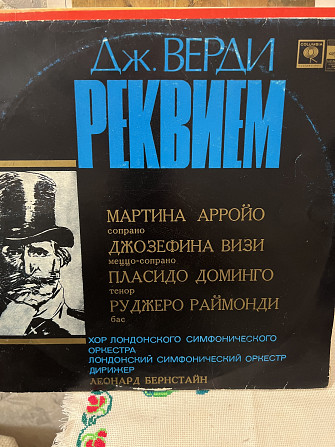 COLUMBIA
Дж. ВЕРДИ
РЕКВИЕМ
МАРТИНА АРРОЙО
сопрано
ДЖОЗЕФИНА ВИЗИ
меццо-сопрано
ПЛАСИДО ДОМИНГО
тенор
РУДЖЕРО РАЙМОНДИ
бас
ХОР ЛОНДОНСКОГО СИМФОНИЧЕСКОГО
ОРКЕСТРА
ЛОНДОНСКИЙ СИМФОНИЧЕСКИЙ ОРКЕСТР
ДИРИЖЕР
ЛЕОНАРД БЕРНСТАЙН